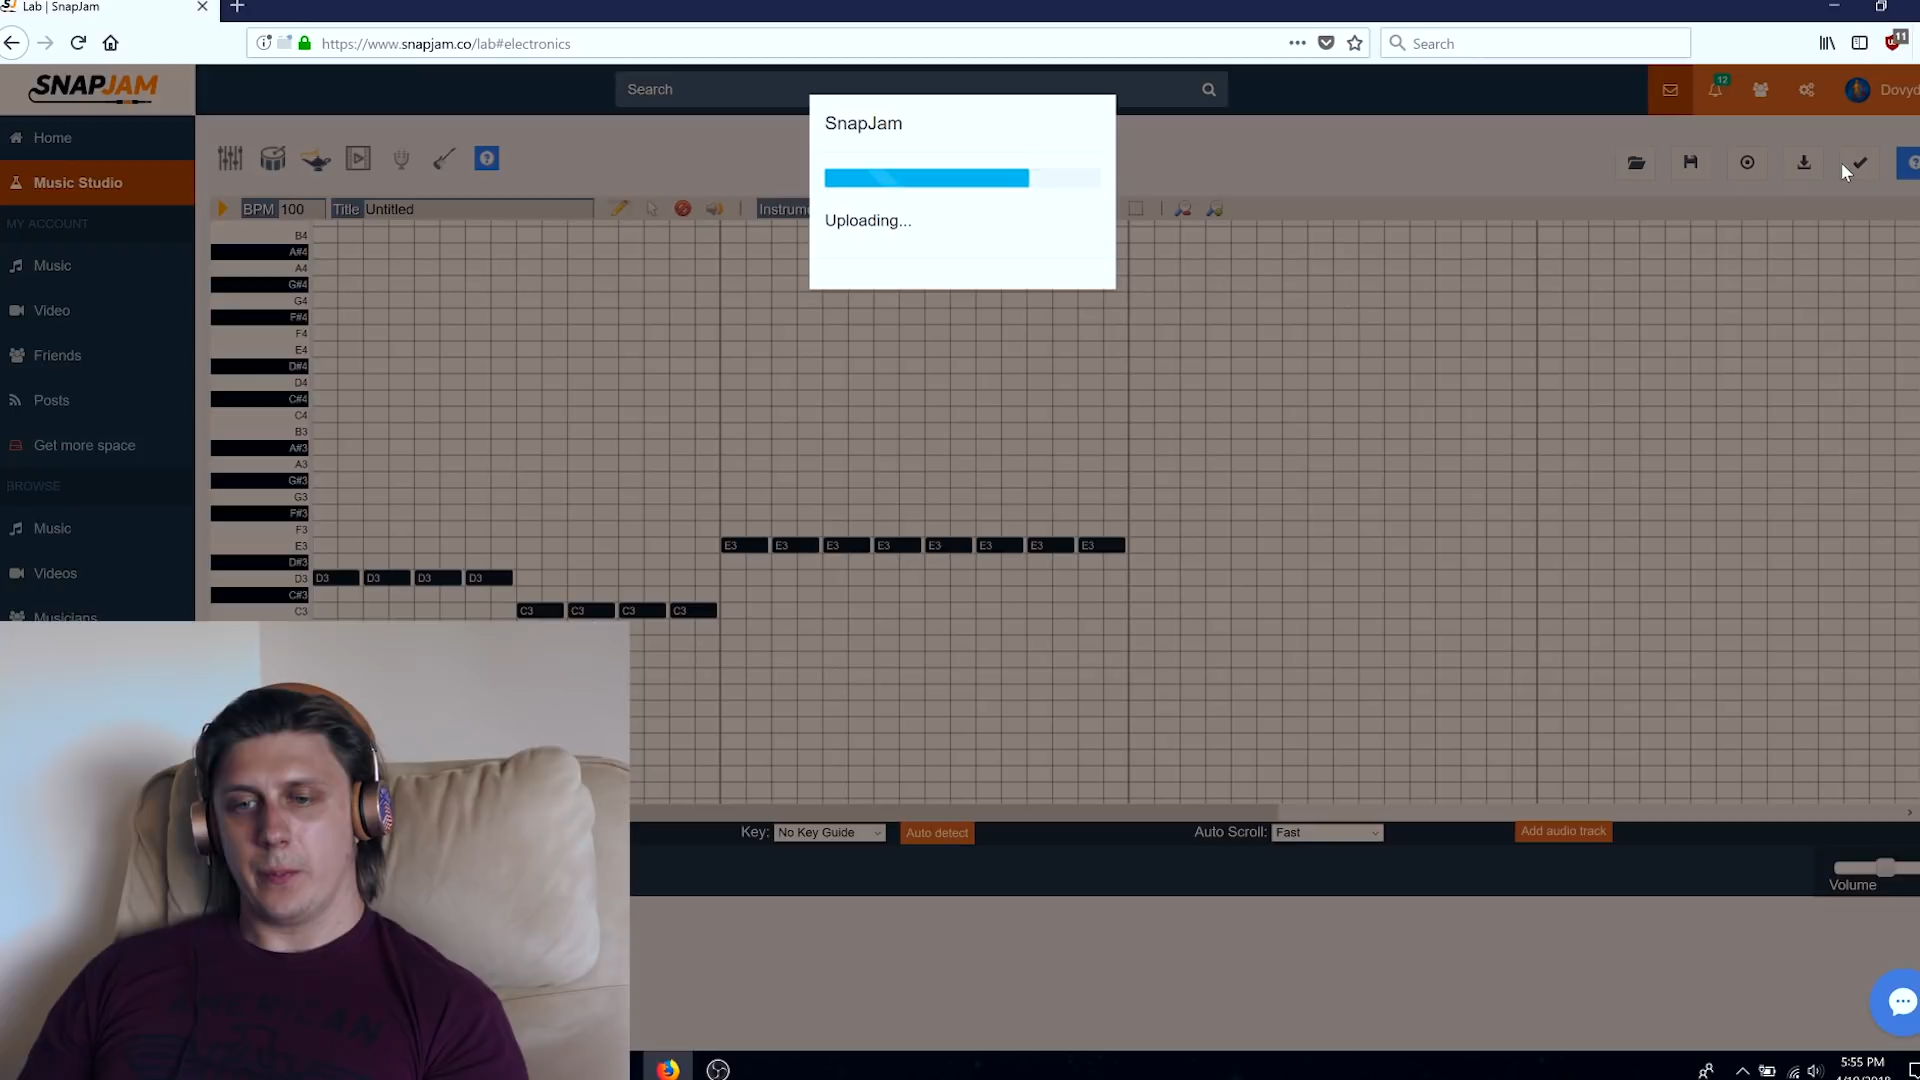 Lab | SnapJam
https://www.snapjam.co/lab#electronics
Search
11
SNAPJAM
Search
12
Dovyd
Home
Music Studio
MY ACCOUNT
Music
Video
Friends
Posts
Get more space
BROWSE
Music
Videos
Musicians
SnapJam
Uploading...
BPM 100 Title Untitled
Instrume
B4
A#4
A4
G#4
G4
F#4
F4
E4
D#4
D4
C#4
C4
B3
A#3
A3
G#3
G3
F#3
F3
E3 E3 E3 E3 E3 E3 E3 E3 E3
D#3
D3 D3 D3 D3 D3
C#3
C3 C3 C3 C3 C3
Key: No Key Guide Auto detect Auto Scroll: Fast Add audio track
Volume
AMERICAN
5:55 PM